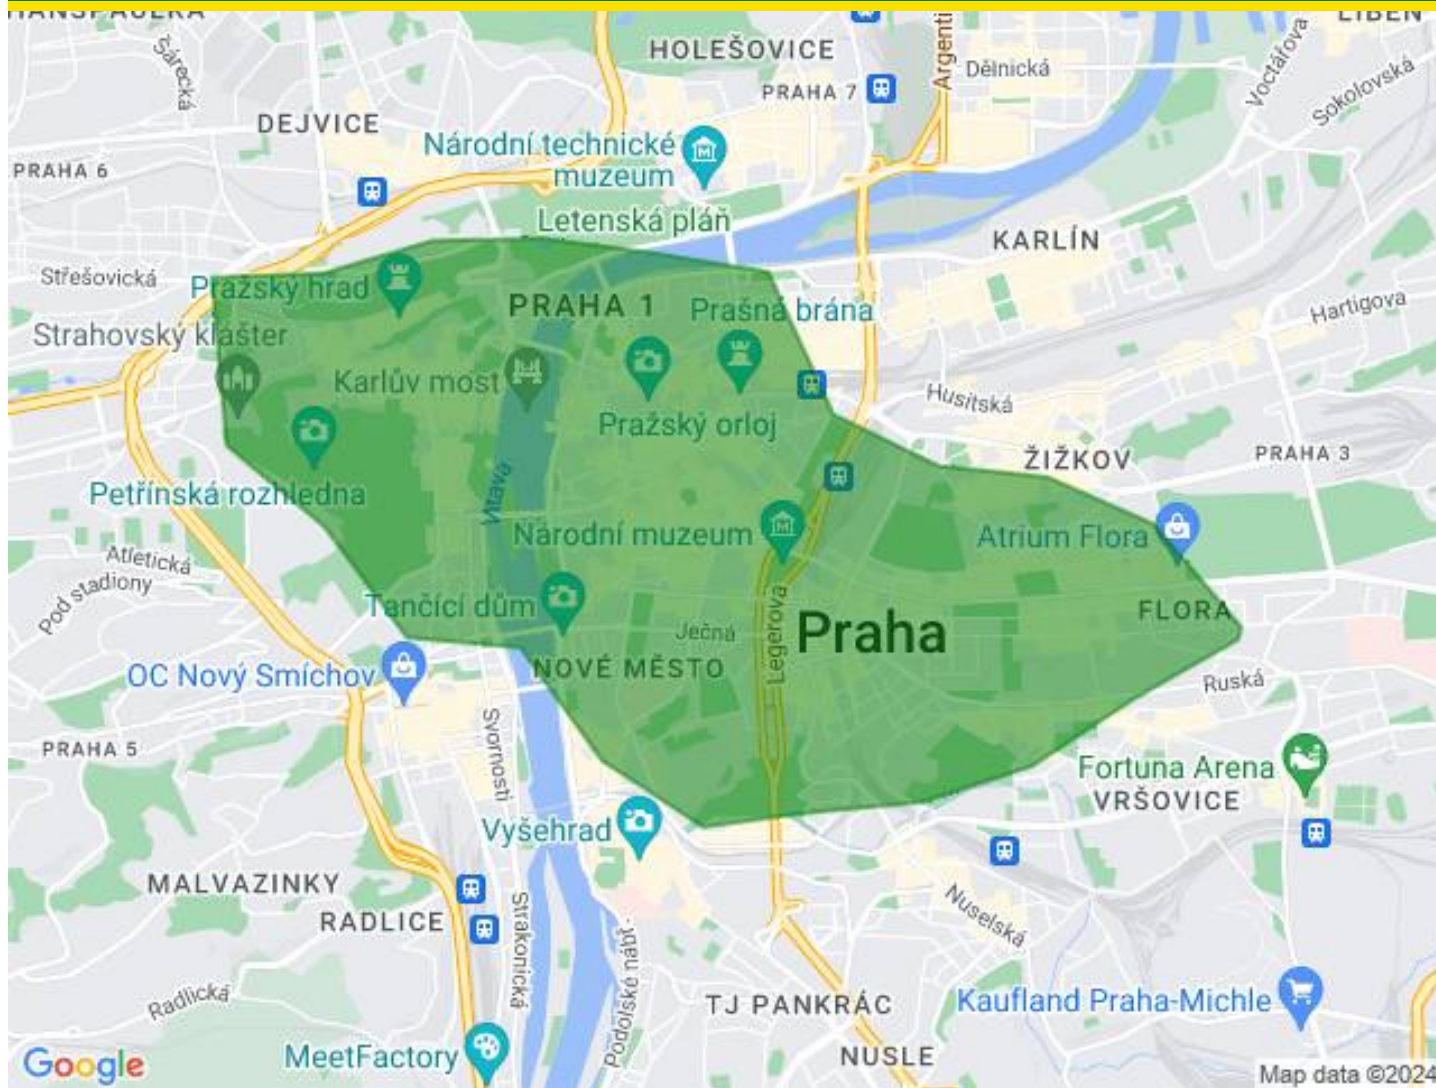 HOLEŠOVICE
Argenti
Dělnická
Voctářova
Sokolovská
LIBEŇ
Šárecká
PRAHA 7
DEJVICE
Národní technické
muzeum
PRAHA 6
Letenská pláň
KARLÍN
Střešovická
Pražský hrad
PRAHA 1
Prašná brána
Hartigova
Strahovský klášter
Karlův most
Husitská
Pražský orloj
ŽIŽKOV
PRAHA 3
Petřínská rozhledna
Vltava
Národní muzeum
Atrium Flora
Atletická
Pod stadiony
Tančící dům
Ječná
Legerova
Praha
FLORA
OC Nový Smíchov
NOVÉ MĚSTO
Ruská
Svornosti
PRAHA 5
Fortuna Arena
VRŠOVICE
Vyšehrad
MALVAZINKY
RADLICE
Strakonická
Nuselská
Podolské nábř.
Radlická
TJ PANKRÁC
Kaufland Praha-Michle
MeetFactory
NUSLE
Google
Map data ©2024